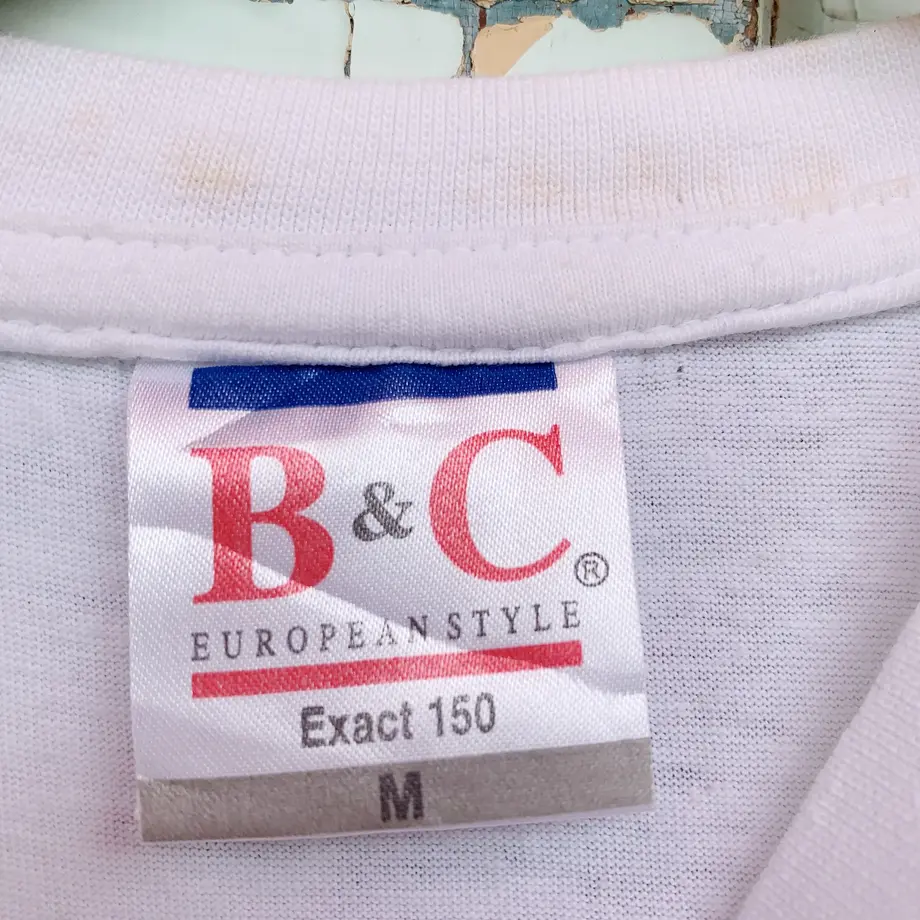 B & C ®
EUROPEAN STYLE
Exact 150
M